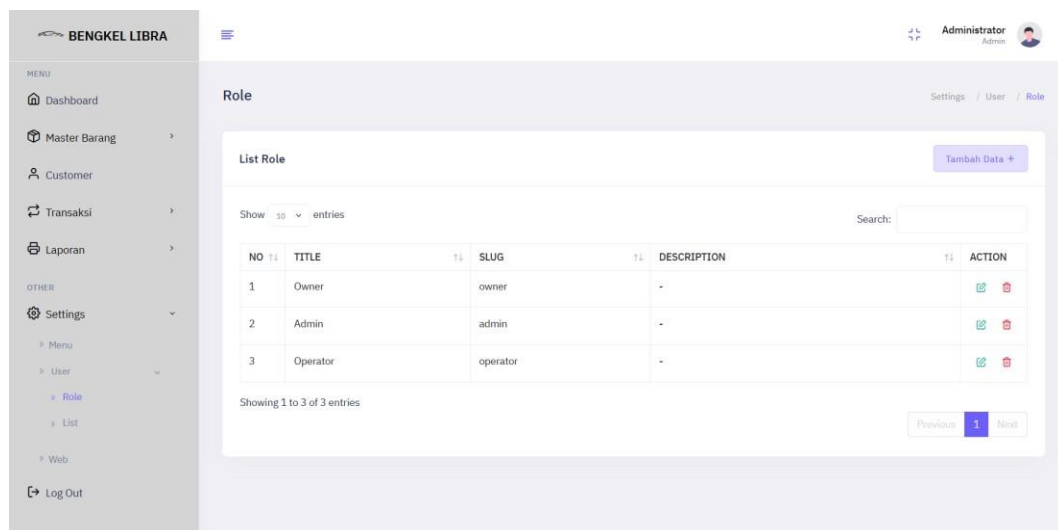 BENGKEL LIBRA
Administrator
Admin
MENU
Dashboard
Master Barang
Customer
Transaksi
Laporan
OTHER
Settings
Menu
User
Role
List
Web
Log Out
Role
Settings / User / Role
List Role
Tambah Data +
Show 10 entries
Search:
NO TITLE SLUG DESCRIPTION ACTION
1 Owner owner -
2 Admin admin -
3 Operator operator -
Showing 1 to 3 of 3 entries
Previous 1 Next